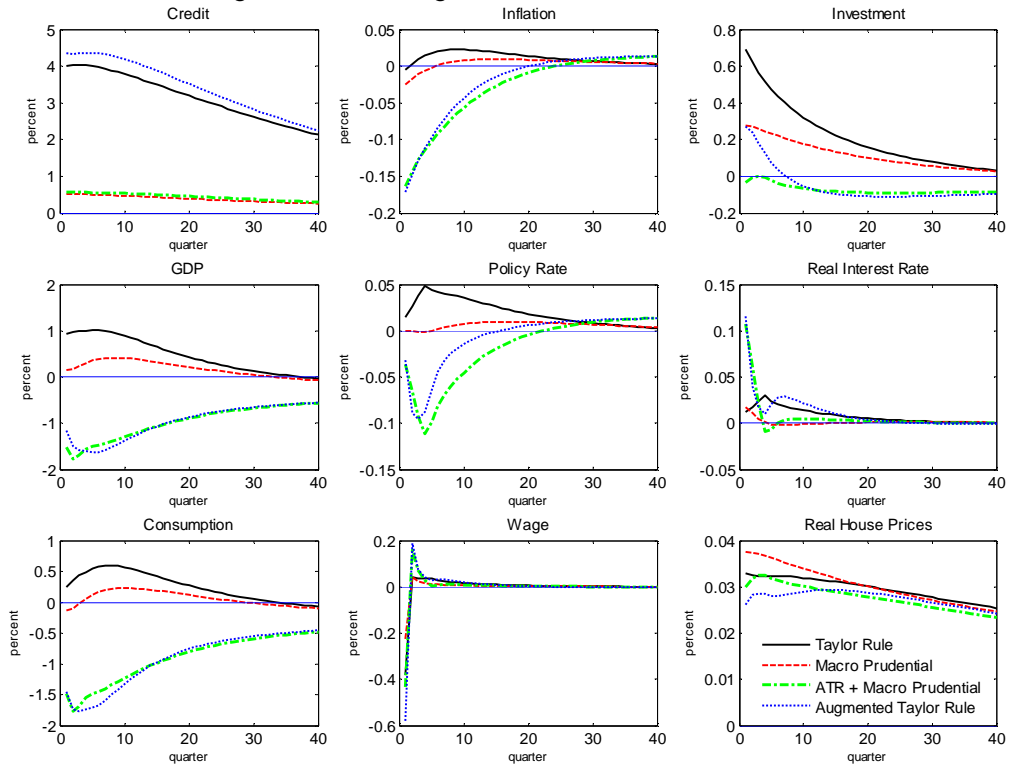 Credit
Inflation
Investment
percent
5
4
3
2
1
0
0 10 20 30 40
quarter
percent
0.05
0
-0.05
-0.1
-0.15
-0.2
0 10 20 30 40
quarter
percent
0.8
0.6
0.4
0.2
0
-0.2
0 10 20 30 40
quarter
GDP
Policy Rate
Real Interest Rate
percent
2
1
0
-1
-2
0 10 20 30 40
quarter
percent
0.05
0
-0.05
-0.1
-0.15
0 10 20 30 40
quarter
percent
0.15
0.1
0.05
0
-0.05
0 10 20 30 40
quarter
Consumption
Wage
Real House Prices
percent
1
0.5
0
-0.5
-1
-1.5
-2
0 10 20 30 40
quarter
percent
0.2
0
-0.2
-0.4
-0.6
0 10 20 30 40
quarter
percent
0.04
0.03
0.02
0.01
0
0 10 20 30 40
quarter
Taylor Rule
Macro Prudential
ATR + Macro Prudential
Augmented Taylor Rule